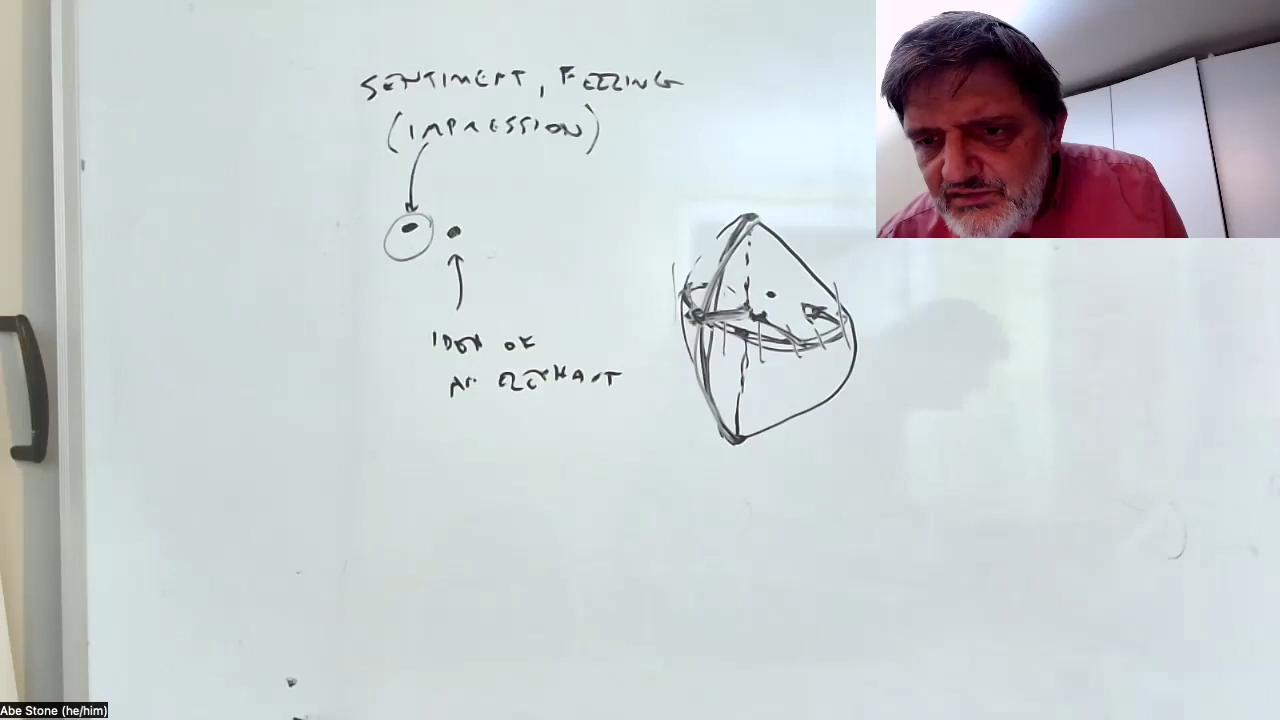 SENTIMENT, FEELING
(IMPRESSION)
IDEA OF
AN ELEPHANT
Abe Stone (he/him)